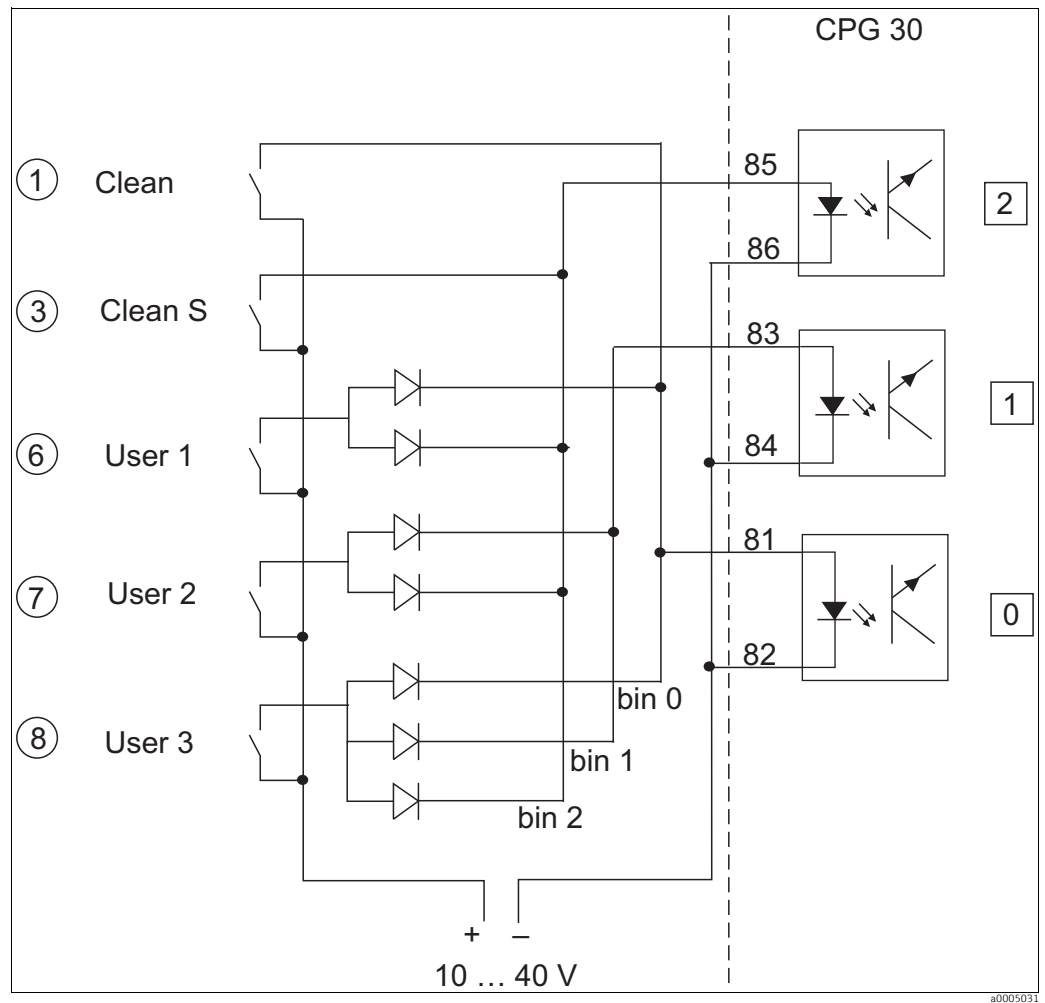 CPG 30
1 Clean
85
2
86
3 Clean S
83
1
84
6 User 1
81
7 User 2
0
82
bin 0
8 User 3
bin 1
bin 2
+ –
10 … 40 V
a0005031